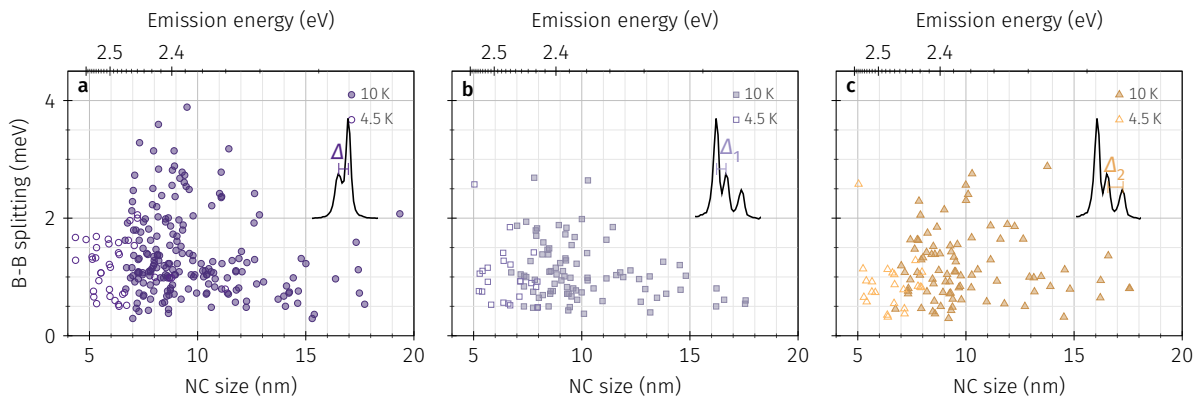 Emission energy (eV)
Emission energy (eV)
Emission energy (eV)
2.5 2.4
2.5 2.4
2.5 2.4
a
10 K
4.5 K
Δ
b
10 K
4.5 K
Δ1
c
10 K
4.5 K
Δ2
B-B splitting (meV)
4
2
0
5 10 15 20
5 10 15 20
5 10 15 20
NC size (nm)
NC size (nm)
NC size (nm)